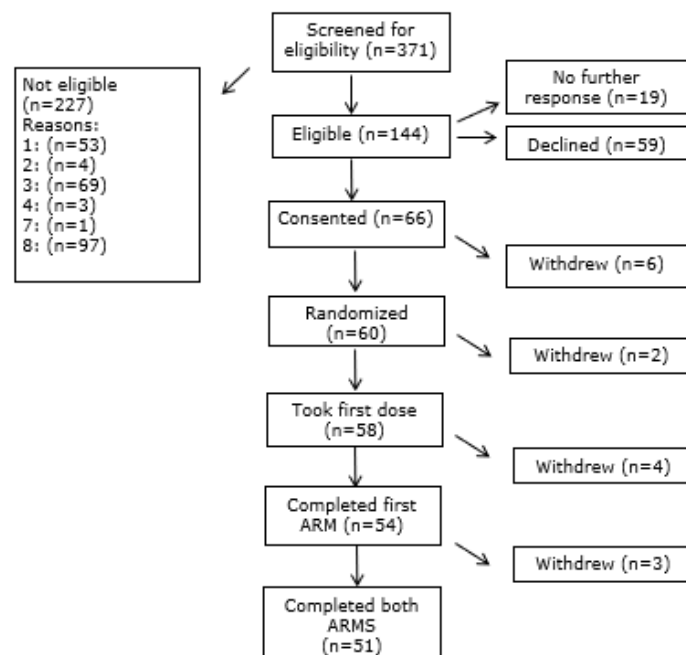 Screened for
eligibility (n=371)
Not eligible
(n=227)
Reasons:
1: (n=53)
2: (n=4)
3: (n=69)
4: (n=3)
7: (n=1)
8: (n=97)
No further
response (n=19)
Eligible (n=144)
Declined (n=59)
Consented (n=66)
Withdrew (n=6)
Randomized
(n=60)
Withdrew (n=2)
Took first dose
(n=58)
Withdrew (n=4)
Completed first
ARM (n=54)
Withdrew (n=3)
Completed both
ARMS
(n=51)